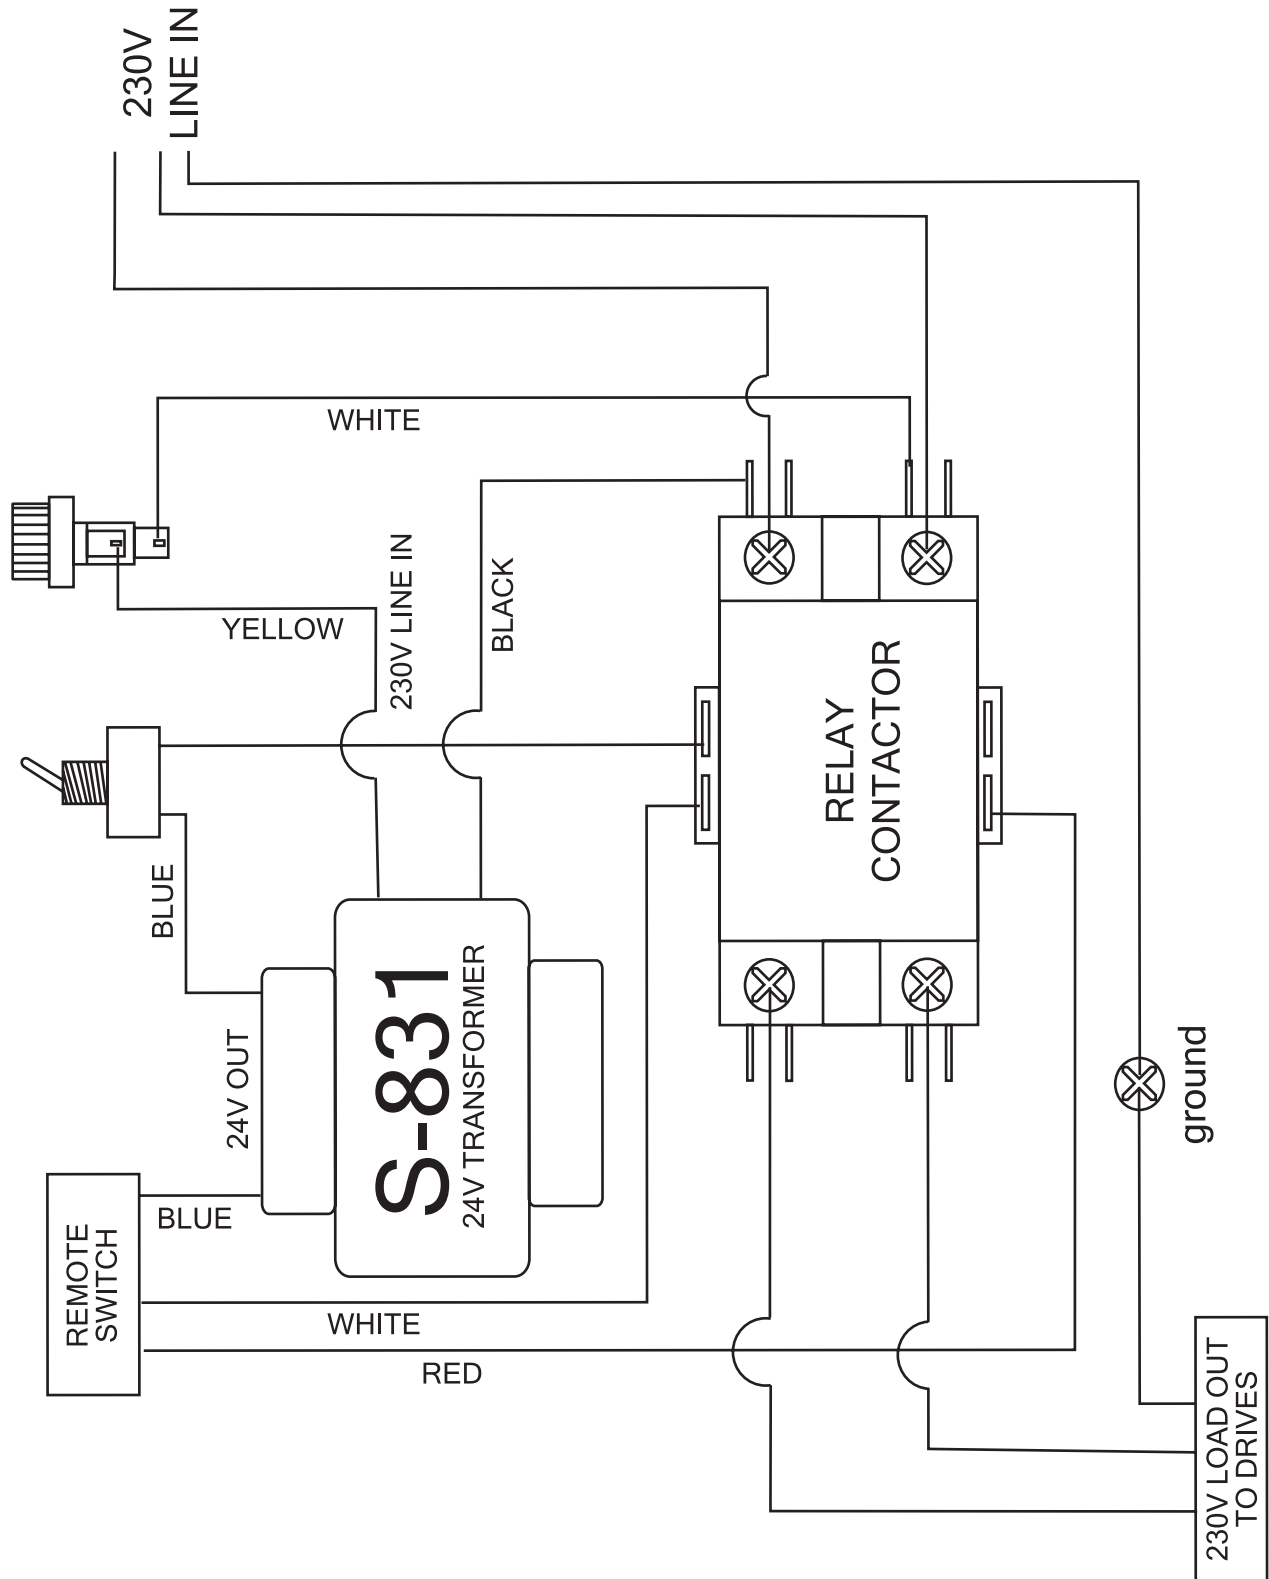 230V
LINE IN
WHITE
YELLOW
230V LINE IN
BLACK
BLUE
RELAY
CONTACTOR
24V OUT
S-831
24V TRANSFORMER
ground
REMOTE
SWITCH
BLUE
WHITE
RED
230V LOAD OUT
TO DRIVES